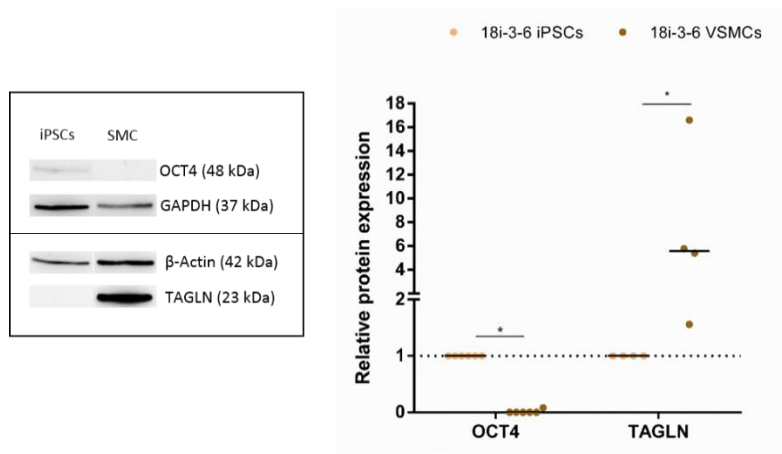 iPSCs SMC
OCT4 (48 kDa)
GAPDH (37 kDa)
β-Actin (42 kDa)
TAGLN (23 kDa)
18i-3-6 iPSCs 18i-3-6 VSMCs
Relative protein expression
18
16
14
12
10
8
6
4
2
1
0
*
*
OCT4 TAGLN